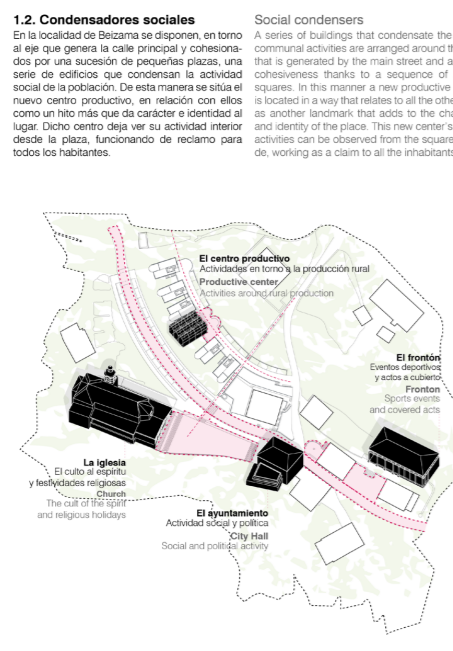 1.2. Condensadores sociales
En la localidad de Beizama se disponen, en torno
al eje que genera la calle principal y cohesiona-
dos por una sucesión de pequeñas plazas, una
serie de edificios que condensan la actividad
social de la población. De esta manera se sitúa el
nuevo centro productivo, en relación con ellos
como un hito más que da carácter e identidad al
lugar. Dicho centro deja ver su actividad interior
desde la plaza, funcionando de reclamo para
todos los habitantes.
Social condensers
A series of buildings that condensate the
communal activities are arranged around
that is generated by the main street and
cohesiveness thanks to a sequence of
squares. In this manner a new productive
is located in a way that relates to all the
as another landmark that adds to the
and identity of the place. This new center's
activities can be observed from the square
de, working as a claim to all the inhabitants
El centro productivo
Actividades en torno a la producción rural
Productive center
Activities around rural production
El frontón
Eventos deportivos
y actos a cubierto
Fronton
Sports events
and covered acts
La iglesia
El culto al espíritu
y festividades religiosas
Church
The cult of the spirit
and religious holidays
El ayuntamiento
Actividad social y política
City Hall
Social and political activity